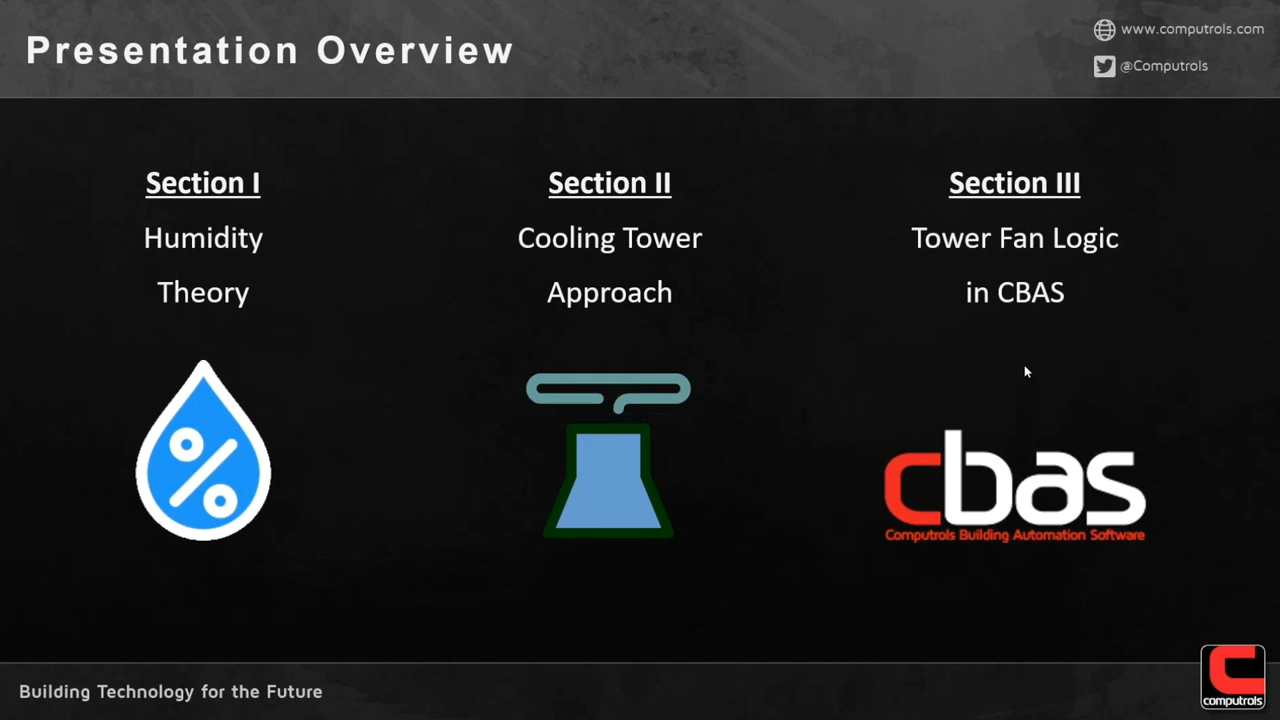 Presentation Overview
www.computrols.com
@Computrols
Section I
Humidity
Theory
Section II
Cooling Tower
Approach
Section III
Tower Fan Logic
in CBAS
%
cbas
Computrols Building Automation Software
Building Technology for the Future
C
computrols